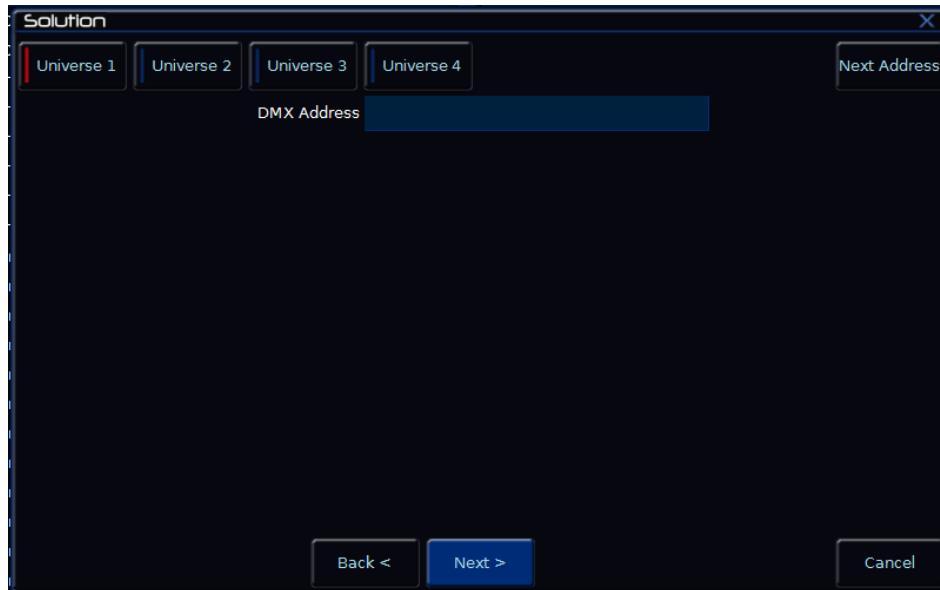 Solution X
Universe 1 Universe 2 Universe 3 Universe 4 Next Address
DMX Address
Back < Next > Cancel